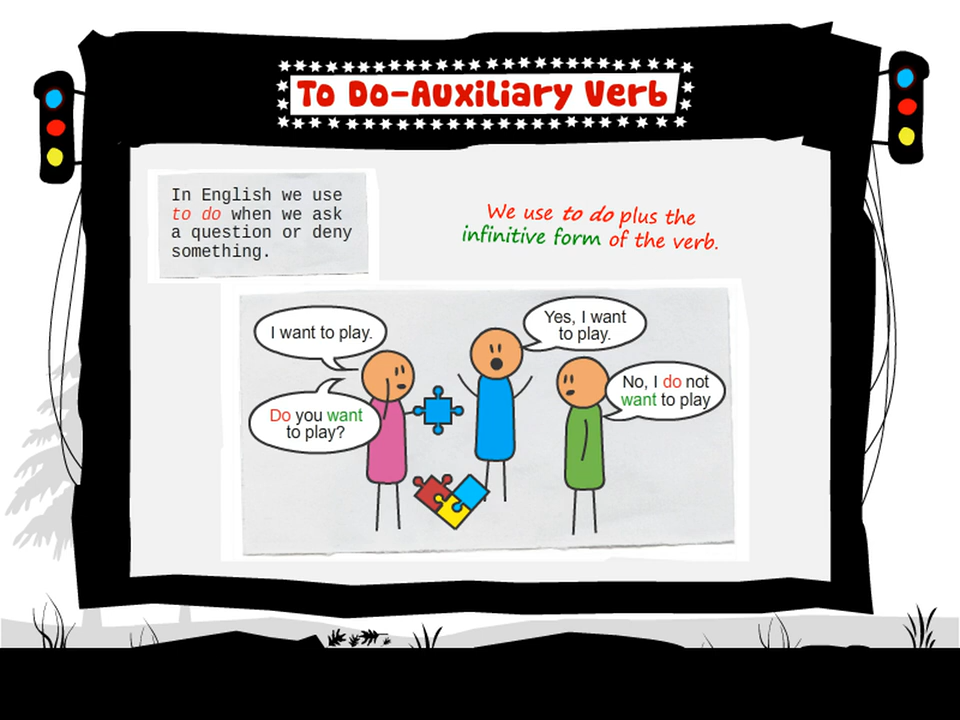 To Do-Auxiliary Verb
In English we use
to do when we ask
a question or deny
something.
We use to do plus the
infinitive form of the verb.
I want to play.
Do you want
to play?
Yes, I want
to play.
No, I do not
want to play